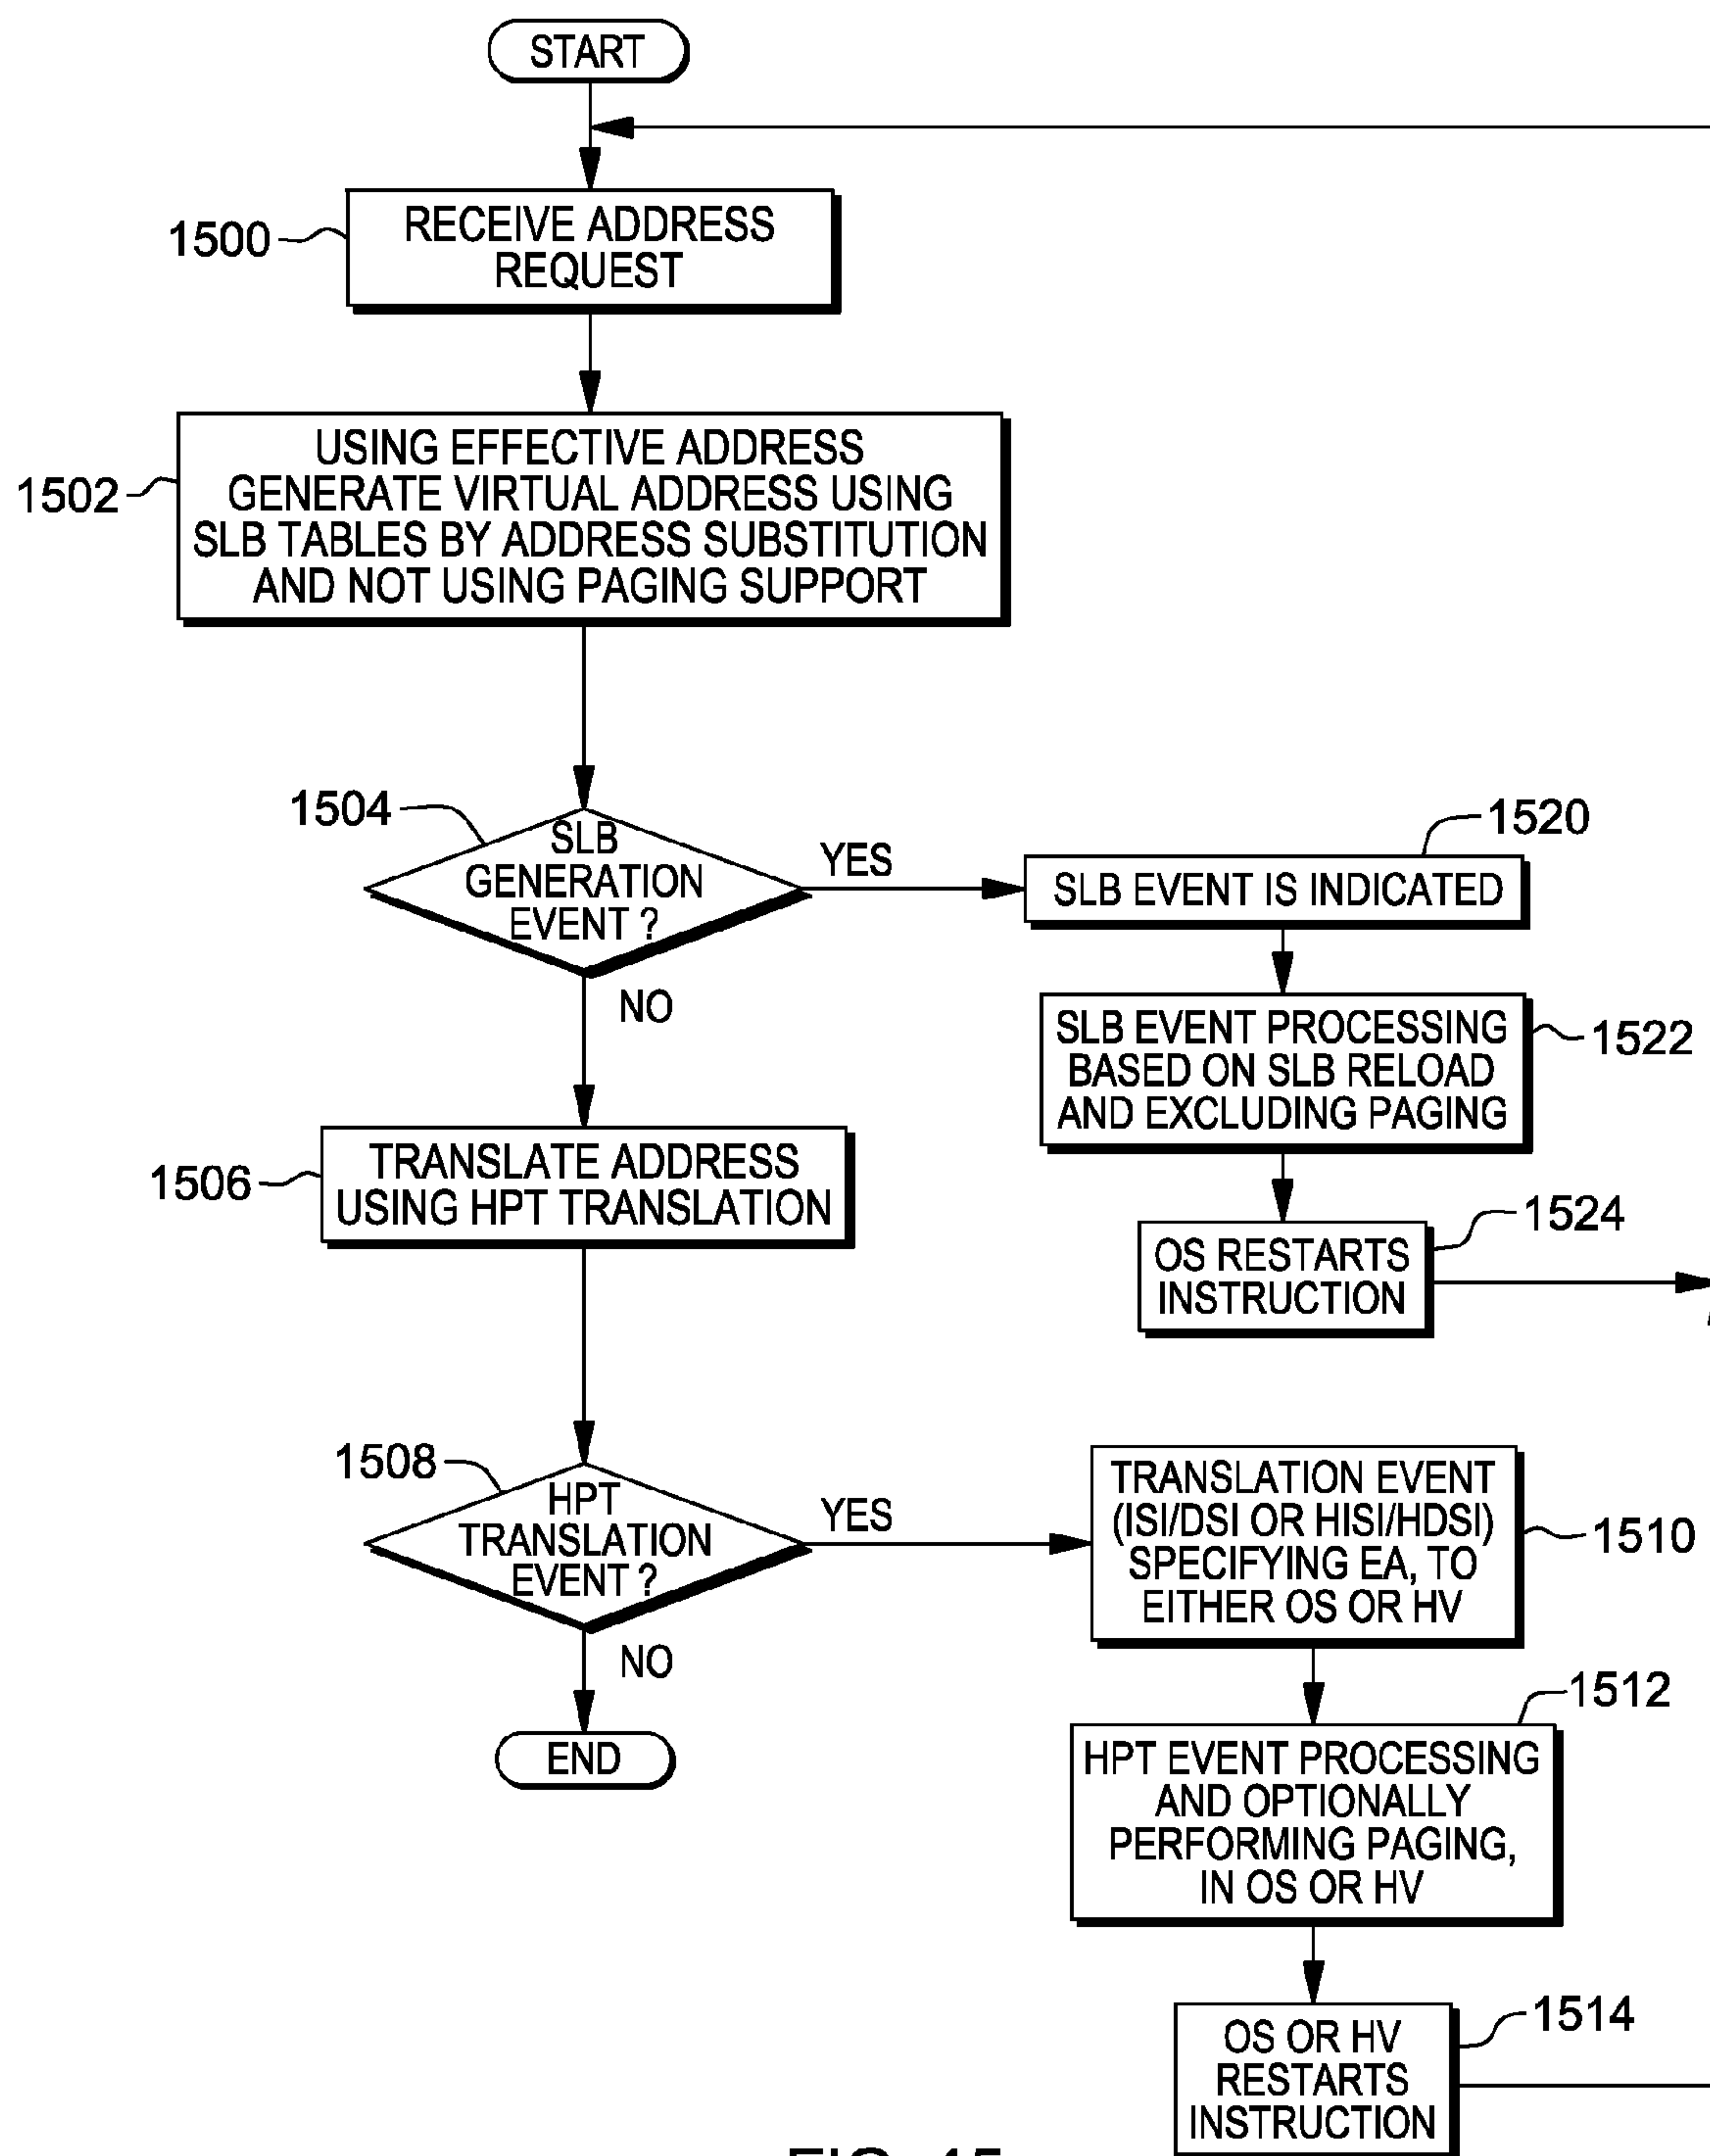 START
1500
RECEIVE ADDRESS
REQUEST
1502
USING EFFECTIVE ADDRESS
GENERATE VIRTUAL ADDRESS USING
SLB TABLES BY ADDRESS SUBSTITUTION
AND NOT USING PAGING SUPPORT
1504
SLB
GENERATION
EVENT ?
YES
NO
1520
SLB EVENT IS INDICATED
SLB EVENT PROCESSING
BASED ON SLB RELOAD
AND EXCLUDING PAGING
1522
1524
OS RESTARTS
INSTRUCTION
1506
TRANSLATE ADDRESS
USING HPT TRANSLATION
1508
HPT
TRANSLATION
EVENT ?
YES
NO
END
TRANSLATION EVENT
(ISI/DSI OR HISI/HDSI)
SPECIFYING EA, TO
EITHER OS OR HV
1510
1512
HPT EVENT PROCESSING
AND OPTIONALLY
PERFORMING PAGING,
IN OS OR HV
1514
OS OR HV
RESTARTS
INSTRUCTION